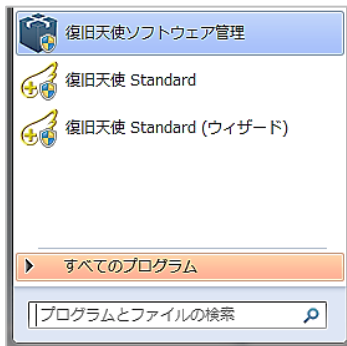 復旧天使ソフトウェア管理
復旧天使 Standard
復旧天使 Standard (ウィザード)
すべてのプログラム
プログラムとファイルの検索